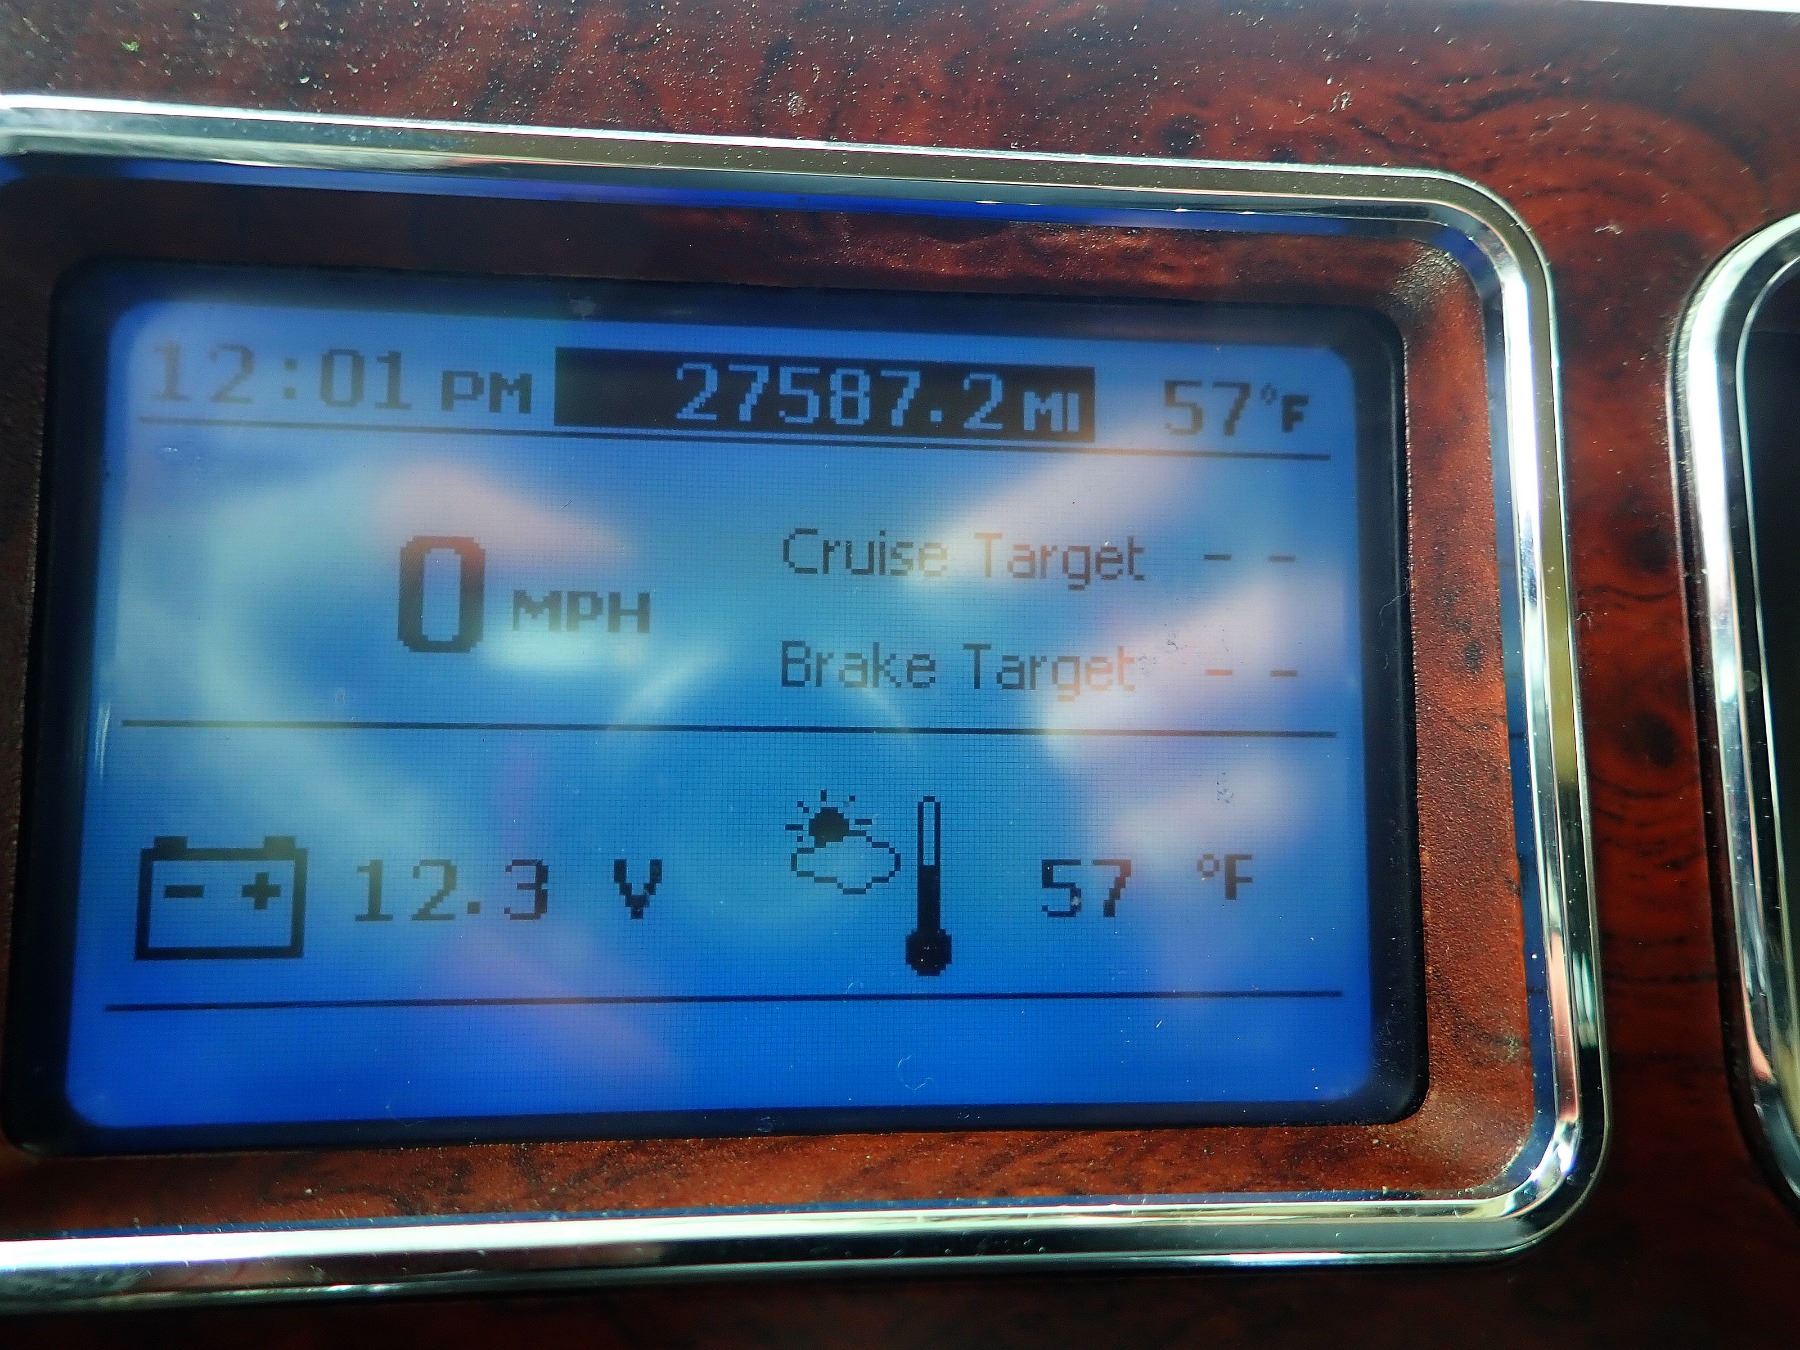 12:01 PM 27587.2 MI 57°F
0 MPH
Cruise Target - -
Brake Target - -
- + 12.3 V 57 °F